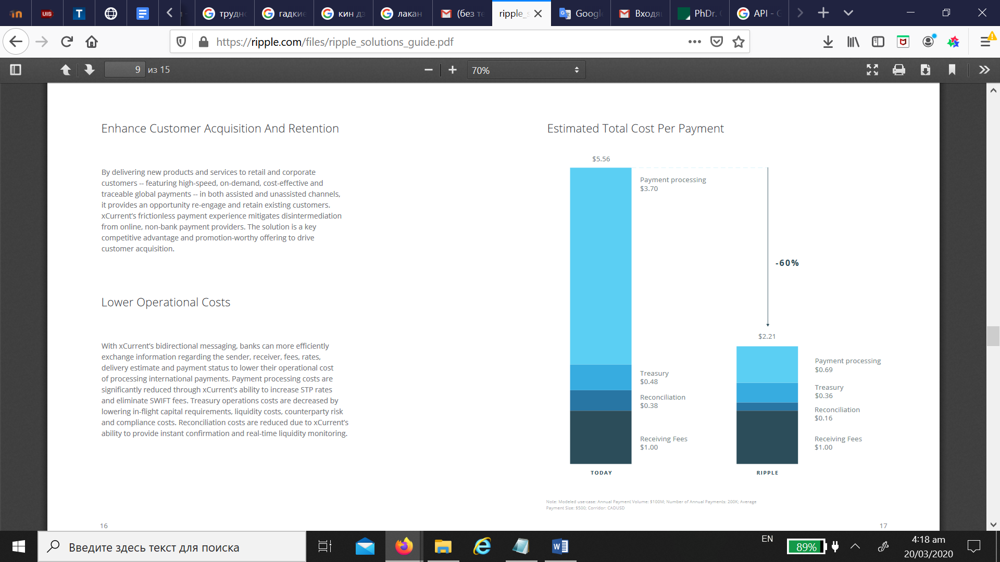 UIS
T
трудн
гадкие
кин дз
лакан
(без те
ripple_s
Google
Входя
PhDr.
API - G
https://ripple.com/files/ripple_solutions_guide.pdf
9 из 15
70%
Enhance Customer Acquisition And Retention
By delivering new products and services to retail and corporate
customers -- featuring high-speed, on-demand, cost-effective and
traceable global payments -- in both assisted and unassisted channels,
it provides an opportunity re-engage and retain existing customers.
xCurrent's frictionless payment experience mitigates disintermediation
from online, non-bank payment providers. The solution is a key
competitive advantage and promotion-worthy offering to drive
customer acquisition.
Lower Operational Costs
With xCurrent's bidirectional messaging, banks can more efficiently
exchange information regarding the sender, receiver, fees, rates,
delivery estimate and payment status to lower their operational cost
of processing international payments. Payment processing costs are
significantly reduced through xCurrent's ability to increase STP rates
and eliminate SWIFT fees. Treasury operations costs are decreased by
lowering in-flight capital requirements, liquidity costs, counterparty risk
and compliance costs. Reconciliation costs are reduced due to xCurrent's
ability to provide instant confirmation and real-time liquidity monitoring.
16
Estimated Total Cost Per Payment
$5.56
Payment processing
$3.70
Treasury
$0.48
Reconciliation
$0.38
Receiving Fees
$1.00
TODAY
-60%
$2.21
Payment processing
$0.69
Treasury
$0.36
Reconciliation
$0.16
Receiving Fees
$1.00
RIPPLE
Note: Modeled use-case: Annual Payment Volume: $100M; Number of Annual Payments: 200K; Average
Payment Size: $500; Corridor: CADUSD
17
Введите здесь текст для поиска
EN
89%
4:18 am
20/03/2020